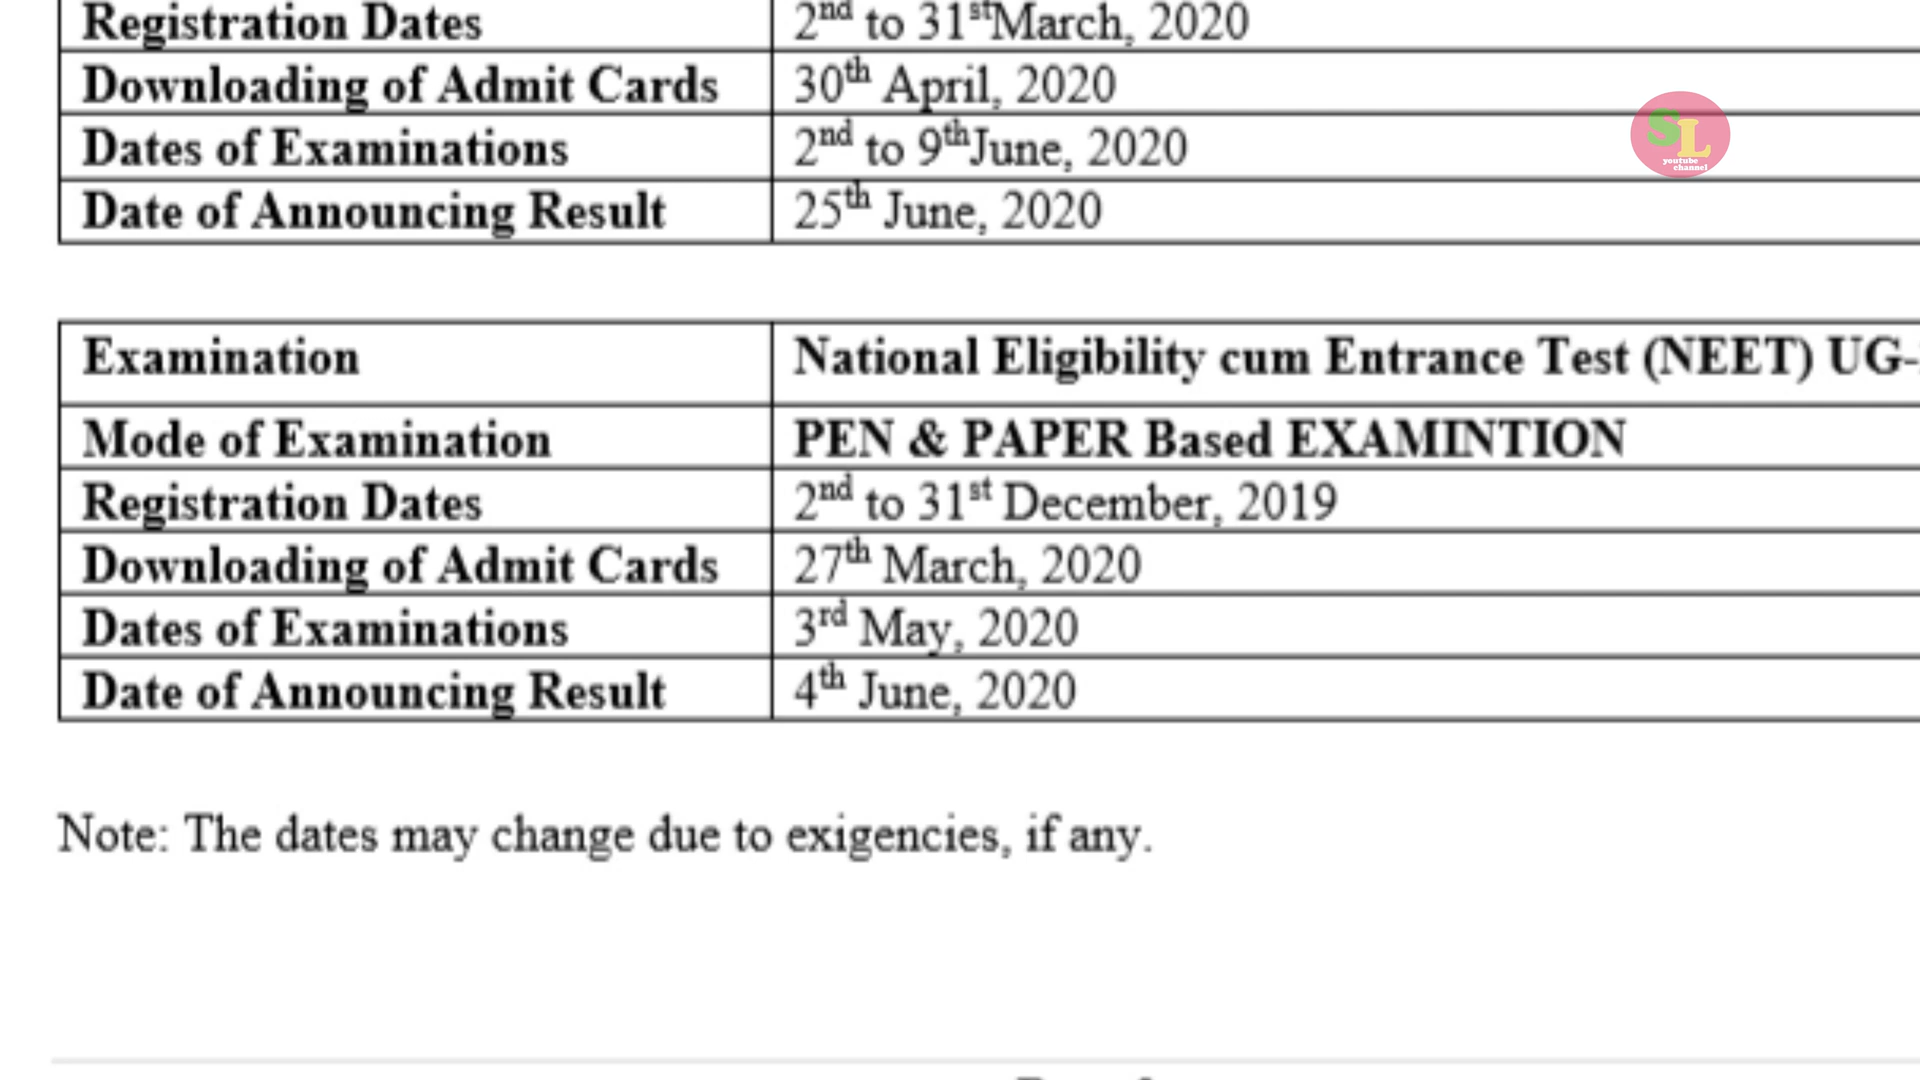 Registration Dates 2nd to 31stMarch, 2020
Downloading of Admit Cards 30th April, 2020
Dates of Examinations 2nd to 9thJune, 2020
Date of Announcing Result 25th June, 2020
SL
youtube
channel
Examination National Eligibility cum Entrance Test (NEET) UG-
Mode of Examination PEN & PAPER Based EXAMINTION
Registration Dates 2nd to 31st December, 2019
Downloading of Admit Cards 27th March, 2020
Dates of Examinations 3rd May, 2020
Date of Announcing Result 4th June, 2020
Note: The dates may change due to exigencies, if any.